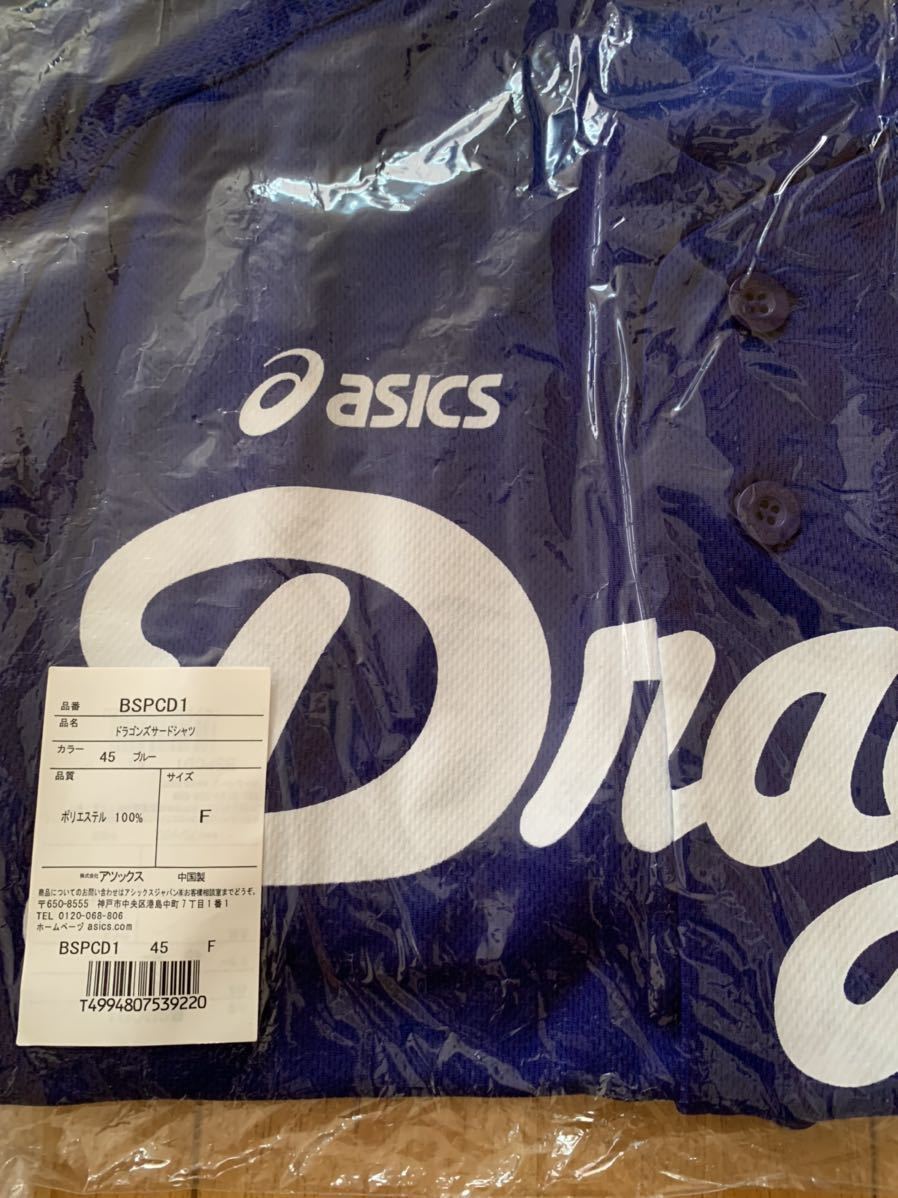 asics
Drag
品番 BSPCD1
品名
ドラゴンズサードシャツ
カラー 45 ブルー
品質 サイズ
ポリエステル 100% F
株式会社アシックス 中国製
商品についてのお問い合わせはアシックスジャパン㈱お客様相談室までどうぞ。
〒650-8555 神戸市中央区港島中町7丁目1番1
TEL 0120-068-806
ホームページ asics.com
BSPCD1 45 F
T4994807539220